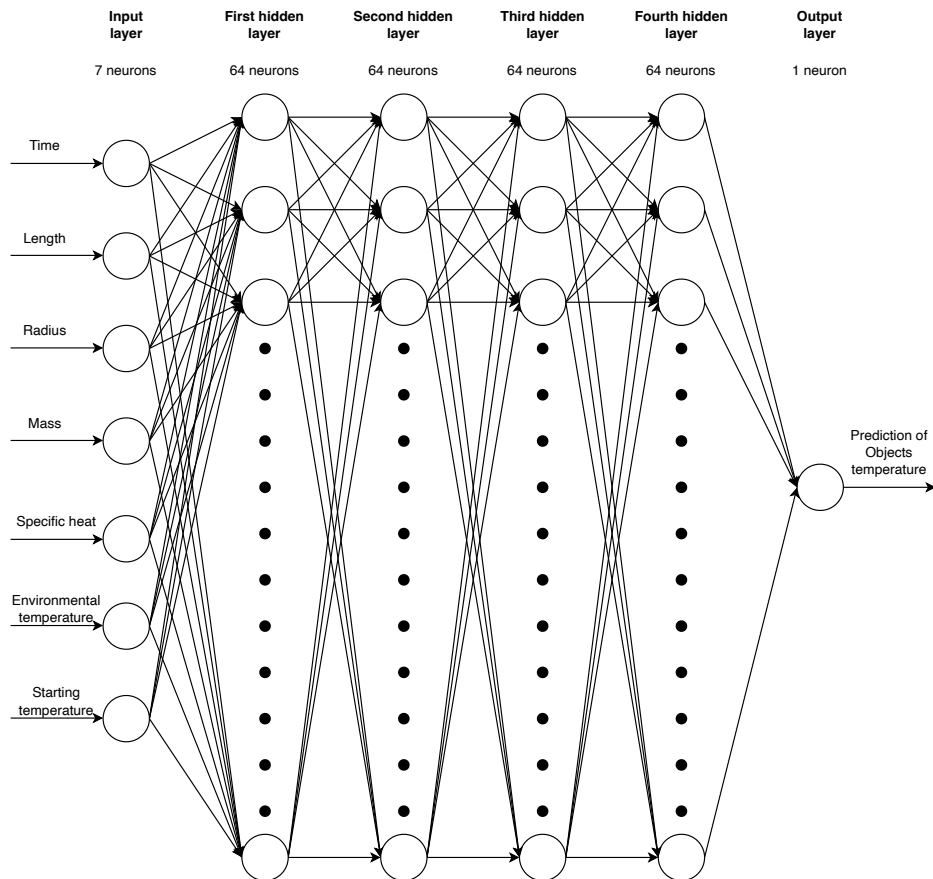 Input
layer
First hidden
layer
Second hidden
layer
Third hidden
layer
Fourth hidden
layer
Output
layer
7 neurons
64 neurons
64 neurons
64 neurons
64 neurons
1 neuron
Time
Length
Radius
Mass
Specific heat
Environmental
temperature
Starting
temperature
Prediction of
Objects
temperature